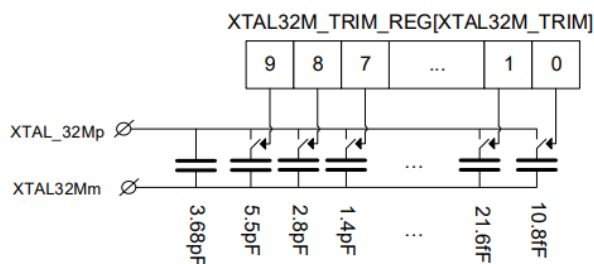 XTAL32M_TRIM_REG[XTAL32M_TRIM]
9 8 7 ... 1 0
XTAL_32Mp
...
XTAL32Mm
3.68pF 5.5pF 2.8pF 1.4pF ... 21.6fF 10.8fF